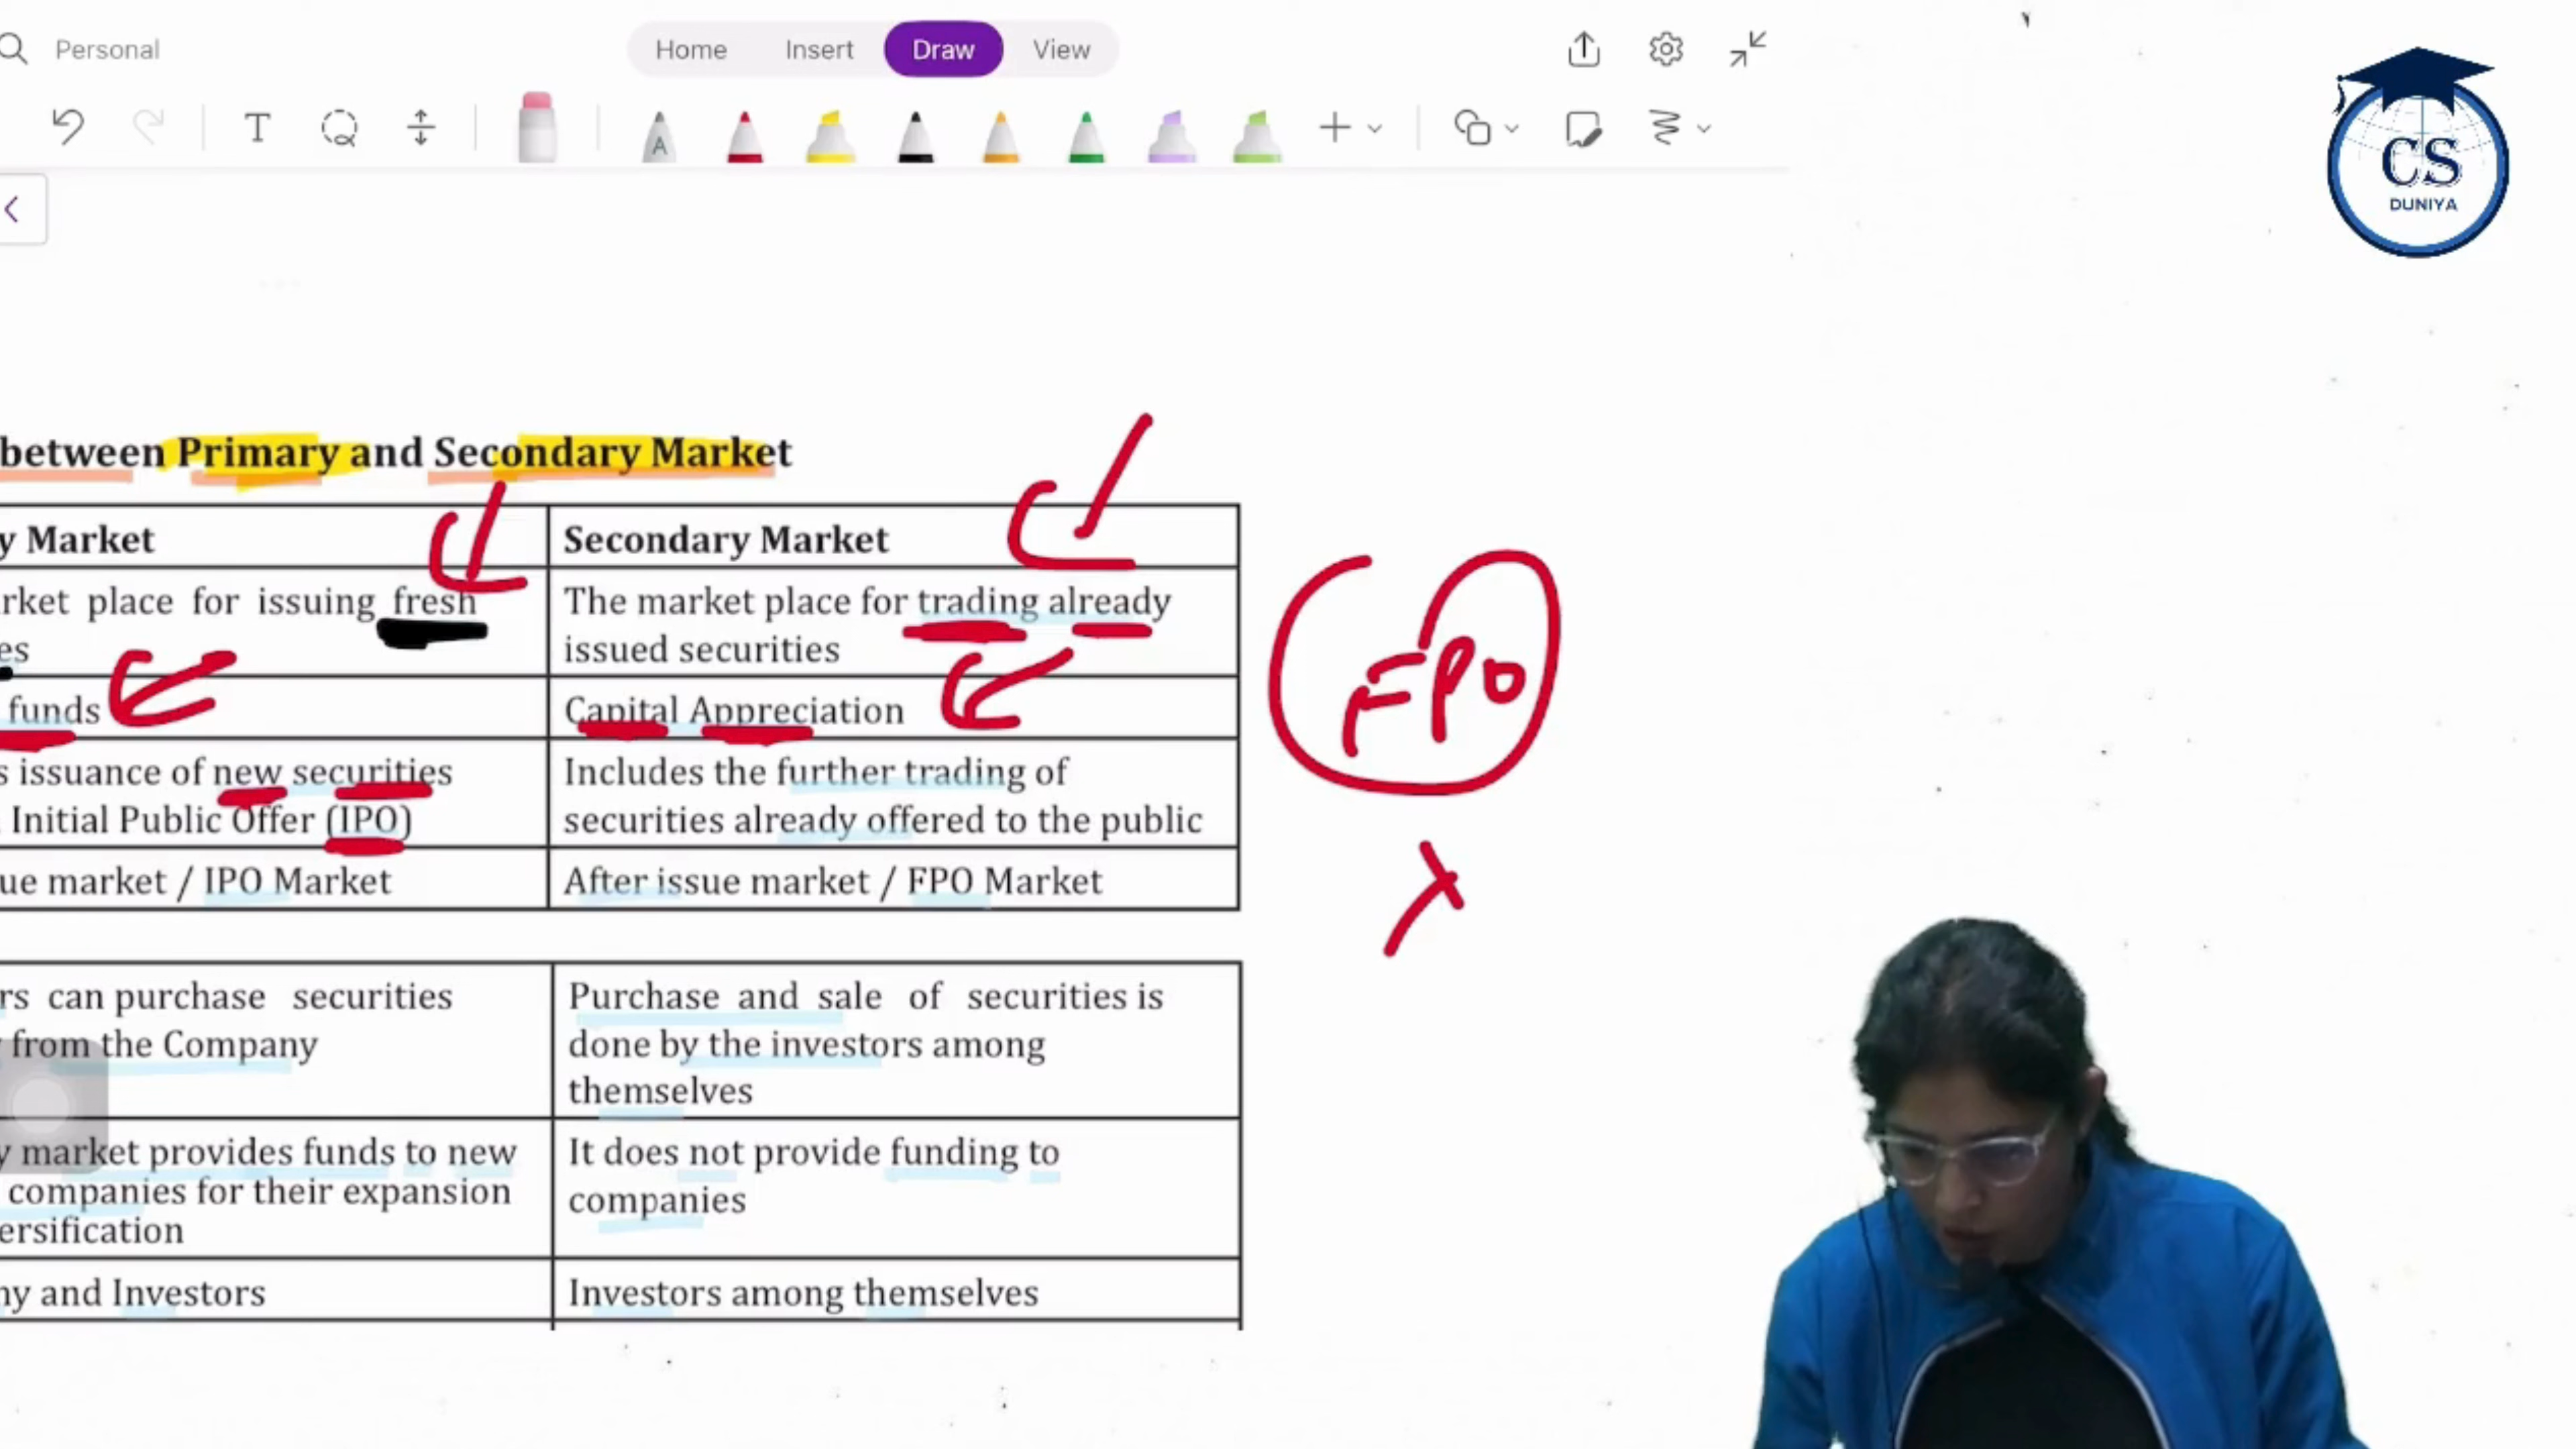 Personal
Home Insert Draw View
T
A
CS
DUNIYA
between Primary and Secondary Market
y Market
Secondary Market
rket place for issuing fresh
es
The market place for trading already
issued securities
funds
Capital Appreciation
s issuance of new securities
Initial Public Offer (IPO)
Includes the further trading of
securities already offered to the public
ue market / IPO Market
After issue market / FPO Market
FPO
rs can purchase securities
from the Company
Purchase and sale of securities is
done by the investors among
themselves
y market provides funds to new
companies for their expansion
ersification
It does not provide funding to
companies
ny and Investors
Investors among themselves